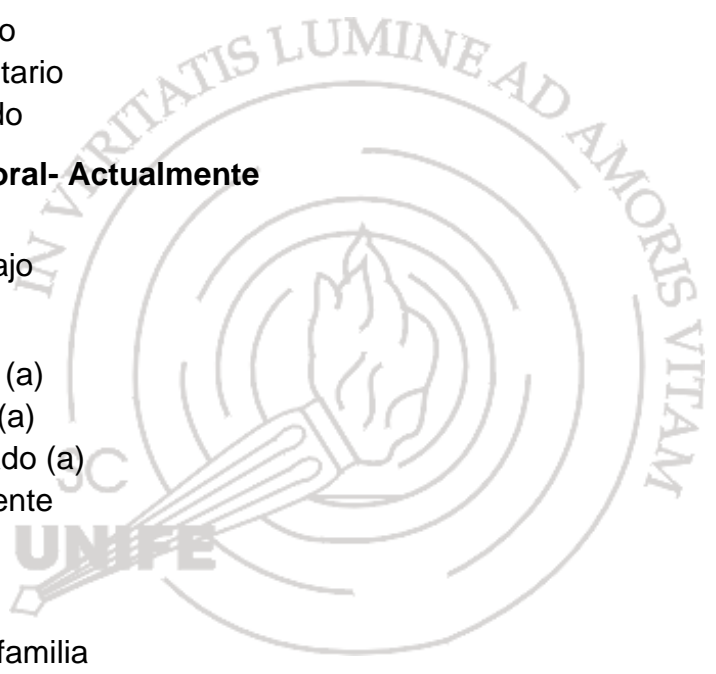 o
tario
do
oral- Actualmente
ajo
(a)
(a)
do (a)
ente
familia
IN VERITATIS LUMINE AD AMORIS VITAM
SC
UNIFE